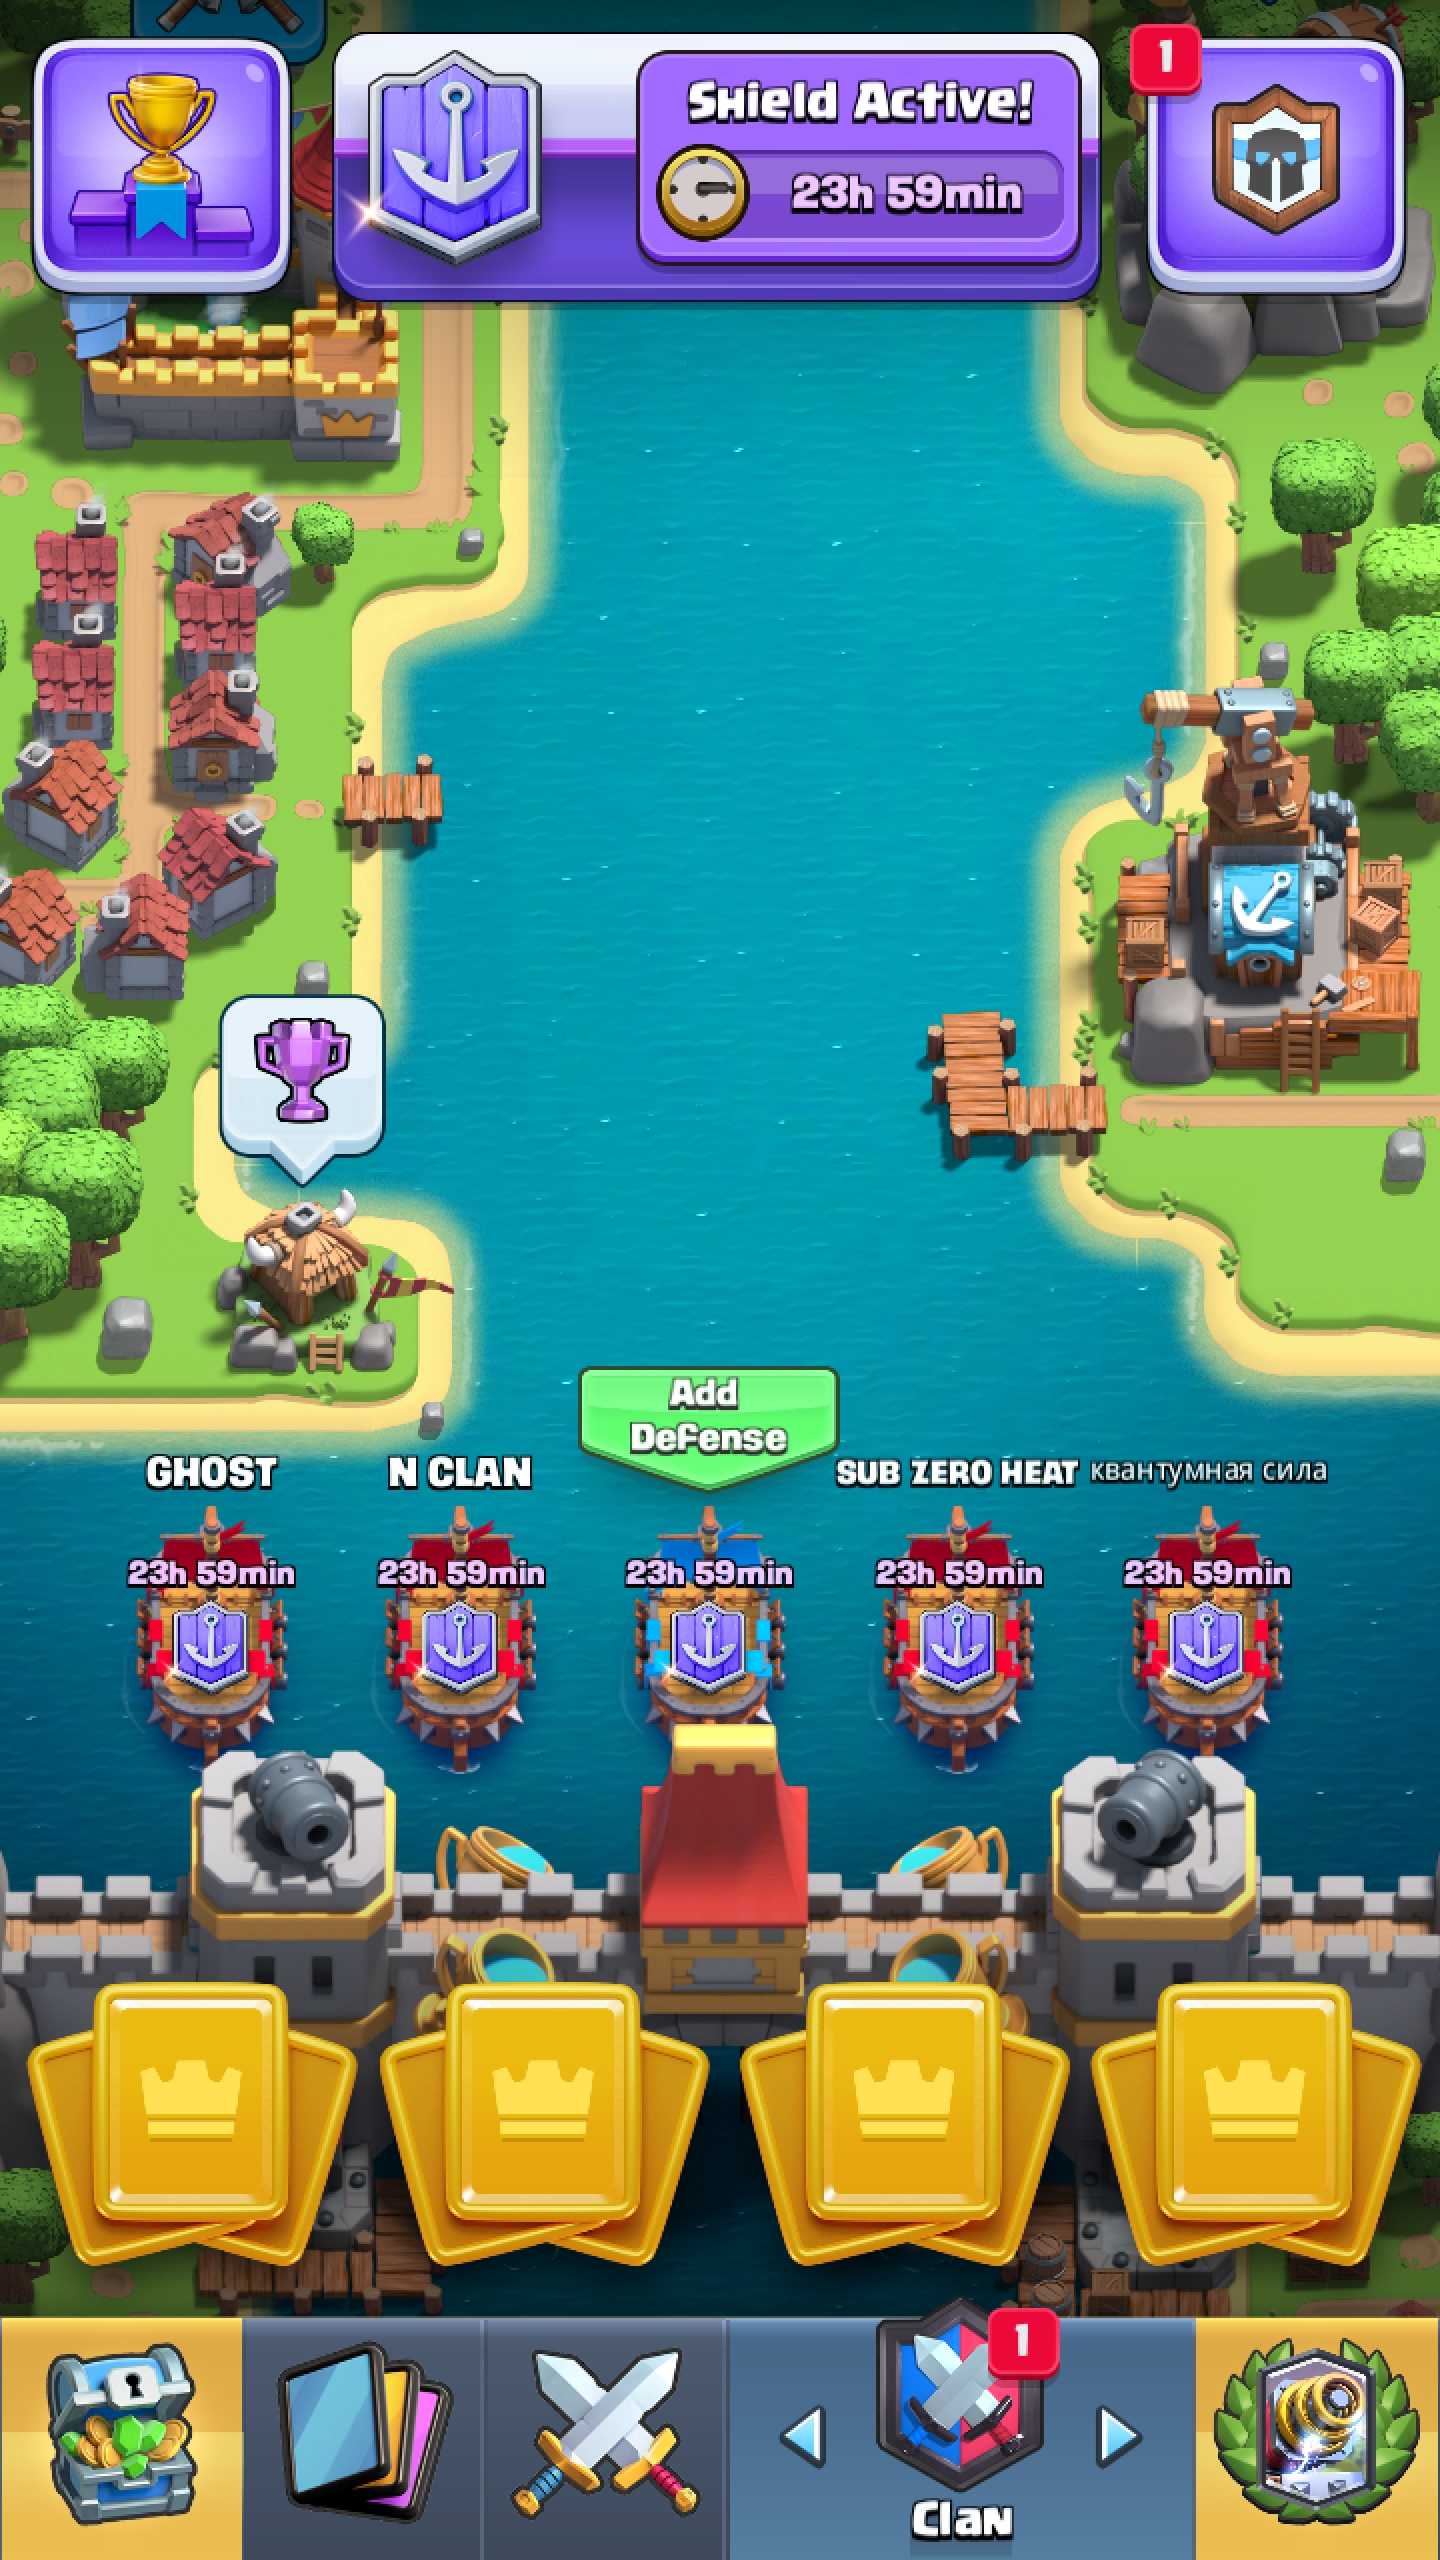 1
Shield Active!
23h 59min
Add
Defense
GHOST
N CLAN
SUB ZERO HEAT
квантумная сила
23h 59min
23h 59min
23h 59min
23h 59min
23h 59min
1
Clan